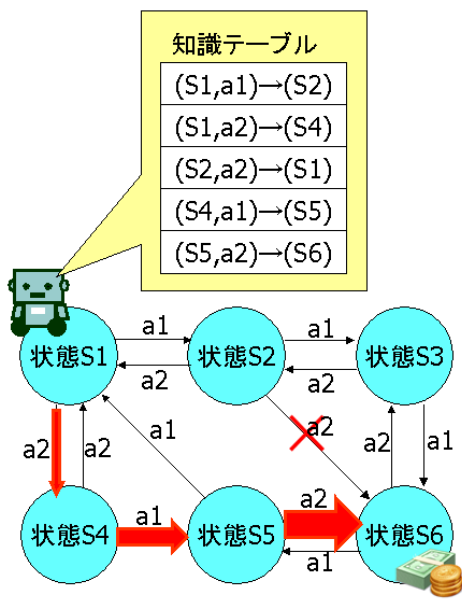 知識テーブル
(S1,a1)→(S2)
(S1,a2)→(S4)
(S2,a2)→(S1)
(S4,a1)→(S5)
(S5,a2)→(S6)
a1
a1
状態S1
状態S2
状態S3
a2
a2
a1
a2
a2
a2
a2
a1
a1
a2
状態S4
状態S5
状態S6
a1